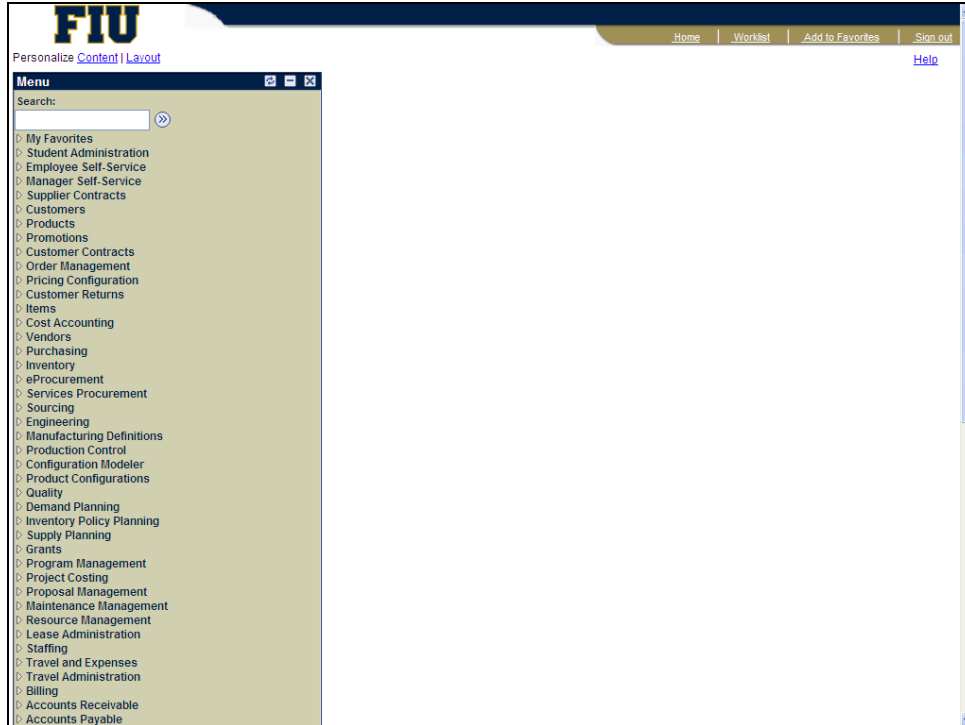 FIU
Home | Worklist | Add to Favorites | Sign out
Personalize Content | Layout
Help
Menu
Search:
My Favorites
Student Administration
Employee Self-Service
Manager Self-Service
Supplier Contracts
Customers
Products
Promotions
Customer Contracts
Order Management
Pricing Configuration
Customer Returns
Items
Cost Accounting
Vendors
Purchasing
Inventory
eProcurement
Services Procurement
Sourcing
Engineering
Manufacturing Definitions
Production Control
Configuration Modeler
Product Configurations
Quality
Demand Planning
Inventory Policy Planning
Supply Planning
Grants
Program Management
Project Costing
Proposal Management
Maintenance Management
Resource Management
Lease Administration
Staffing
Travel and Expenses
Travel Administration
Billing
Accounts Receivable
Accounts Payable